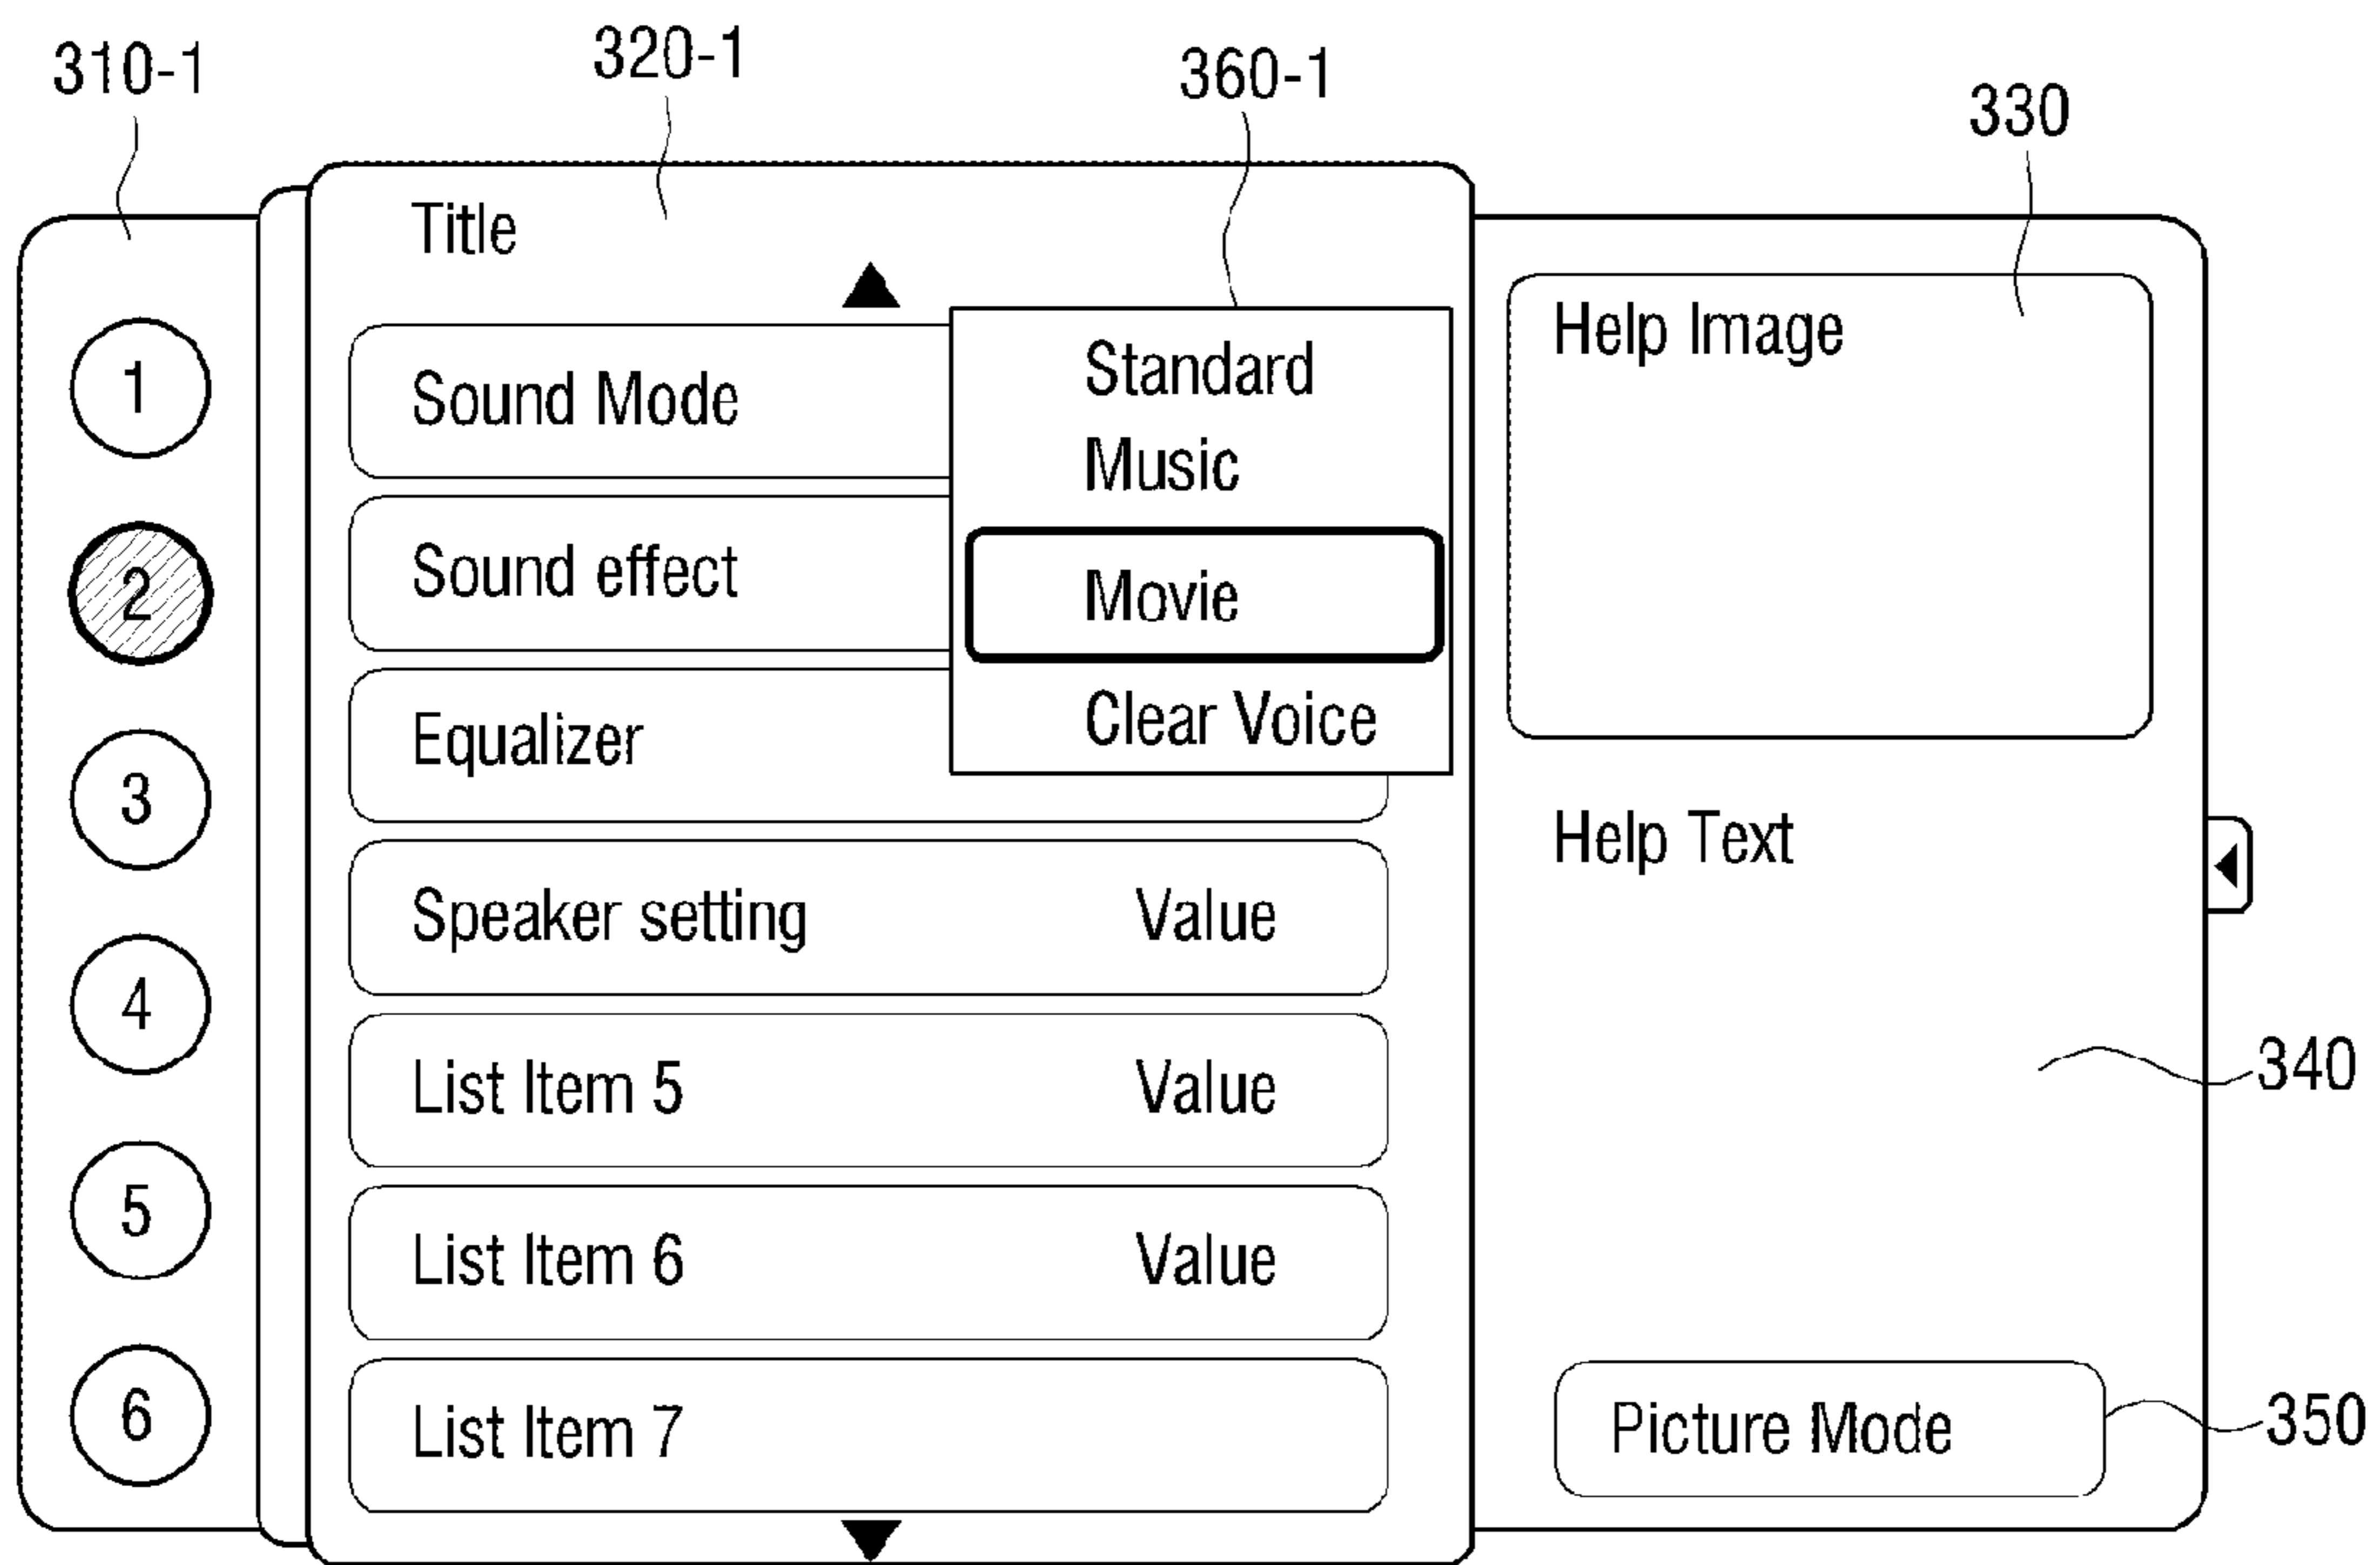 310-1
320-1
360-1
330
Title
1
2
3
4
5
6
Sound Mode
Sound effect
Equalizer
Speaker setting Value
List Item 5 Value
List Item 6 Value
List Item 7
Standard
Music
Movie
Clear Voice
Help Image
Help Text
340
Picture Mode
350